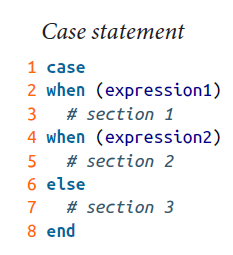 Case statement
1 case
2 when (expression1)
3   # section 1
4 when (expression2)
5   # section 2
6 else
7   # section 3
8 end